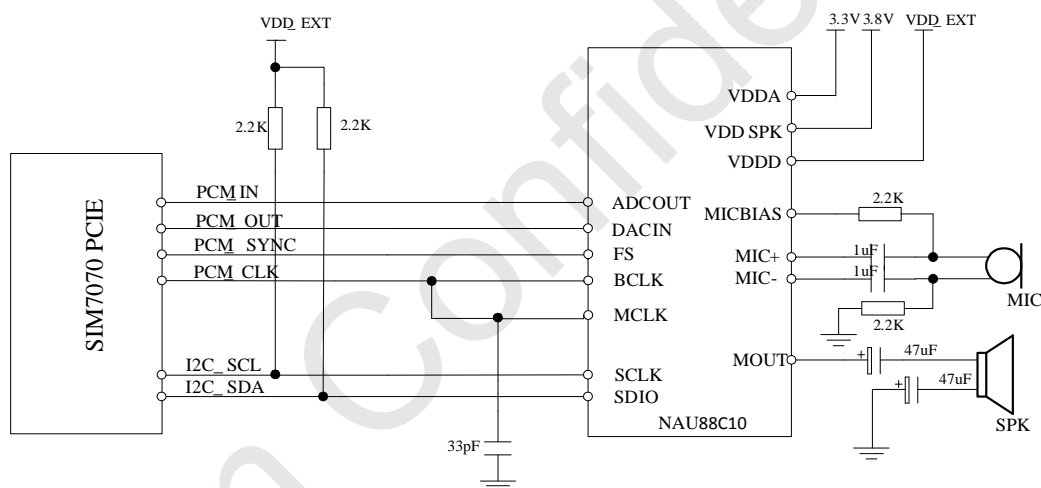 VDD_EXT
3.3V 3.8V VDD_EXT
VDDA
2.2K 2.2K
VDD SPK
VDDD
SIM7070 PCIE
PCM_IN
ADCOUT
MICBIAS
2.2K
PCM_OUT
DACIN
PCM_SYNC
FS
MIC+
1uF
PCM_CLK
BCLK
MIC-
1uF
MIC
MCLK
2.2K
MOUT
+
47uF
I2C_SCL
SCLK
I2C_SDA
SDIO
+
47uF
NAU88C10
SPK
33pF
Confide